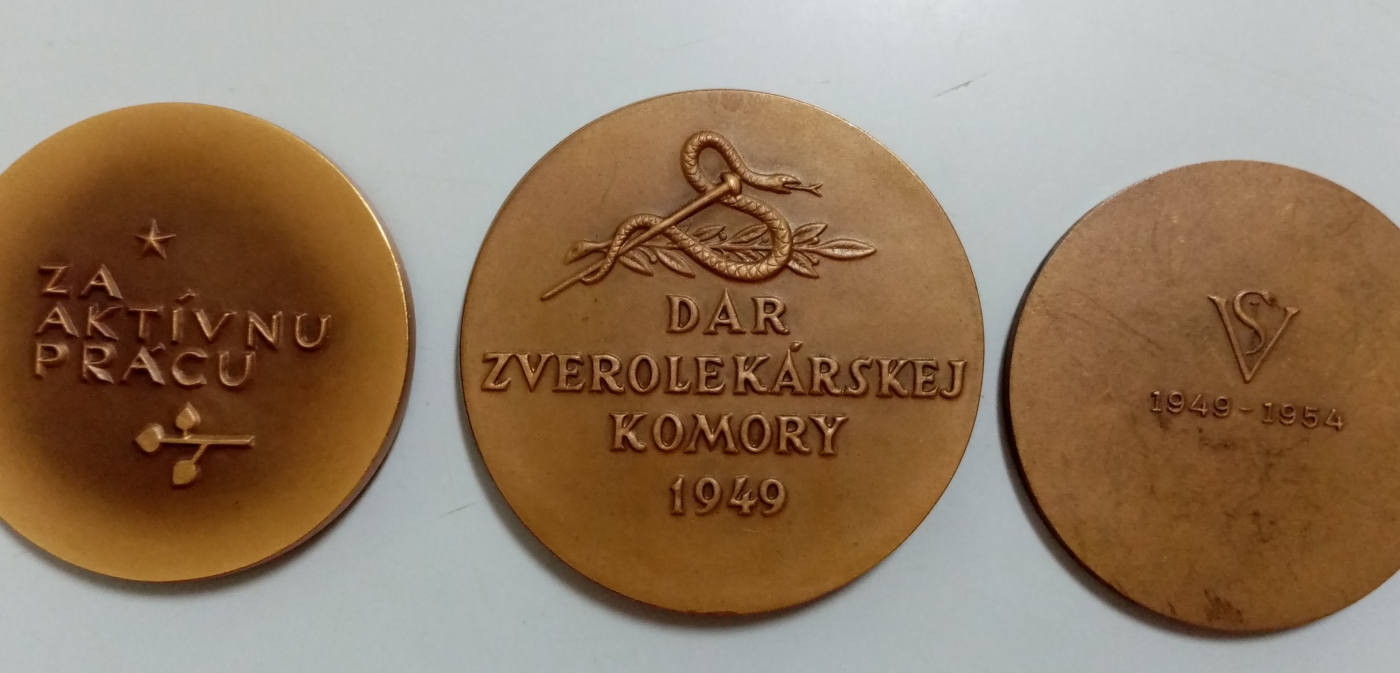 ZA
AKTÍVNU
PRÁCU
DAR
ZVEROLEKÁRSKEJ
KOMORY
1949
VS
1949-1954